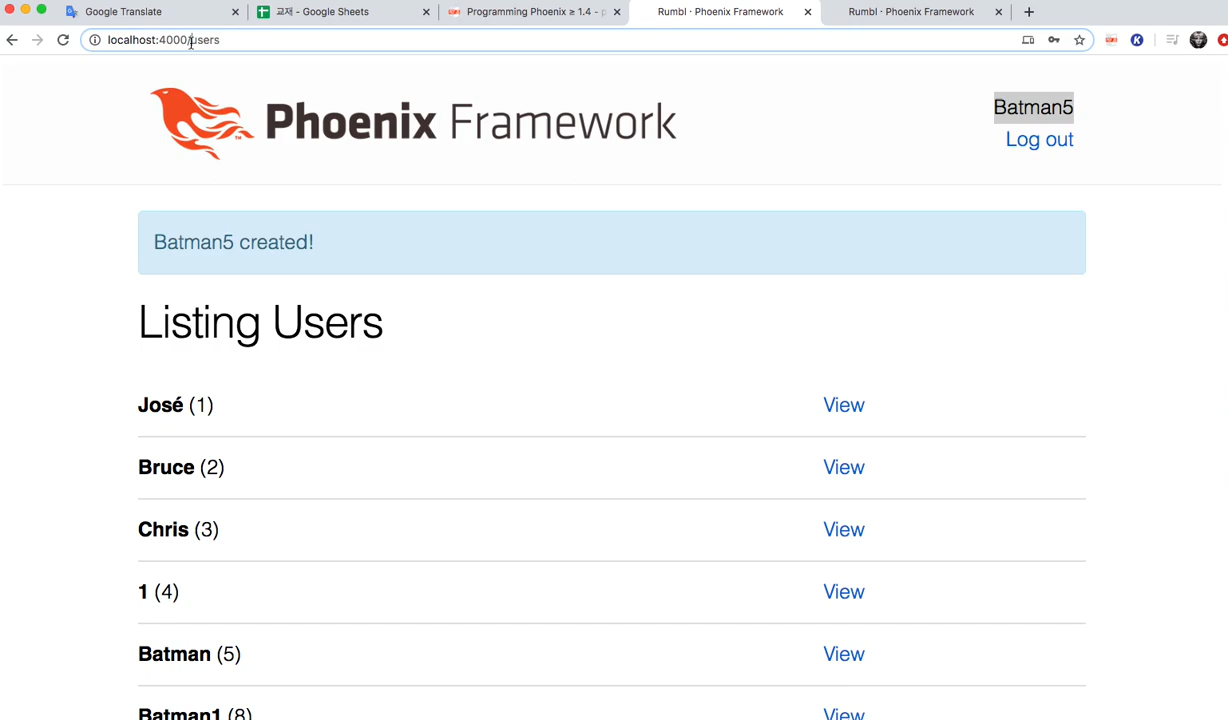 Google Translate
교재 - Google Sheets
Programming Phoenix ≥ 1.4 - p
Rumbl · Phoenix Framework
Rumbl · Phoenix Framework
localhost:4000/users
Phoenix Framework
Batman5
Log out
Batman5 created!
Listing Users
José (1) View
Bruce (2) View
Chris (3) View
1 (4) View
Batman (5) View
Batman1 (8) View